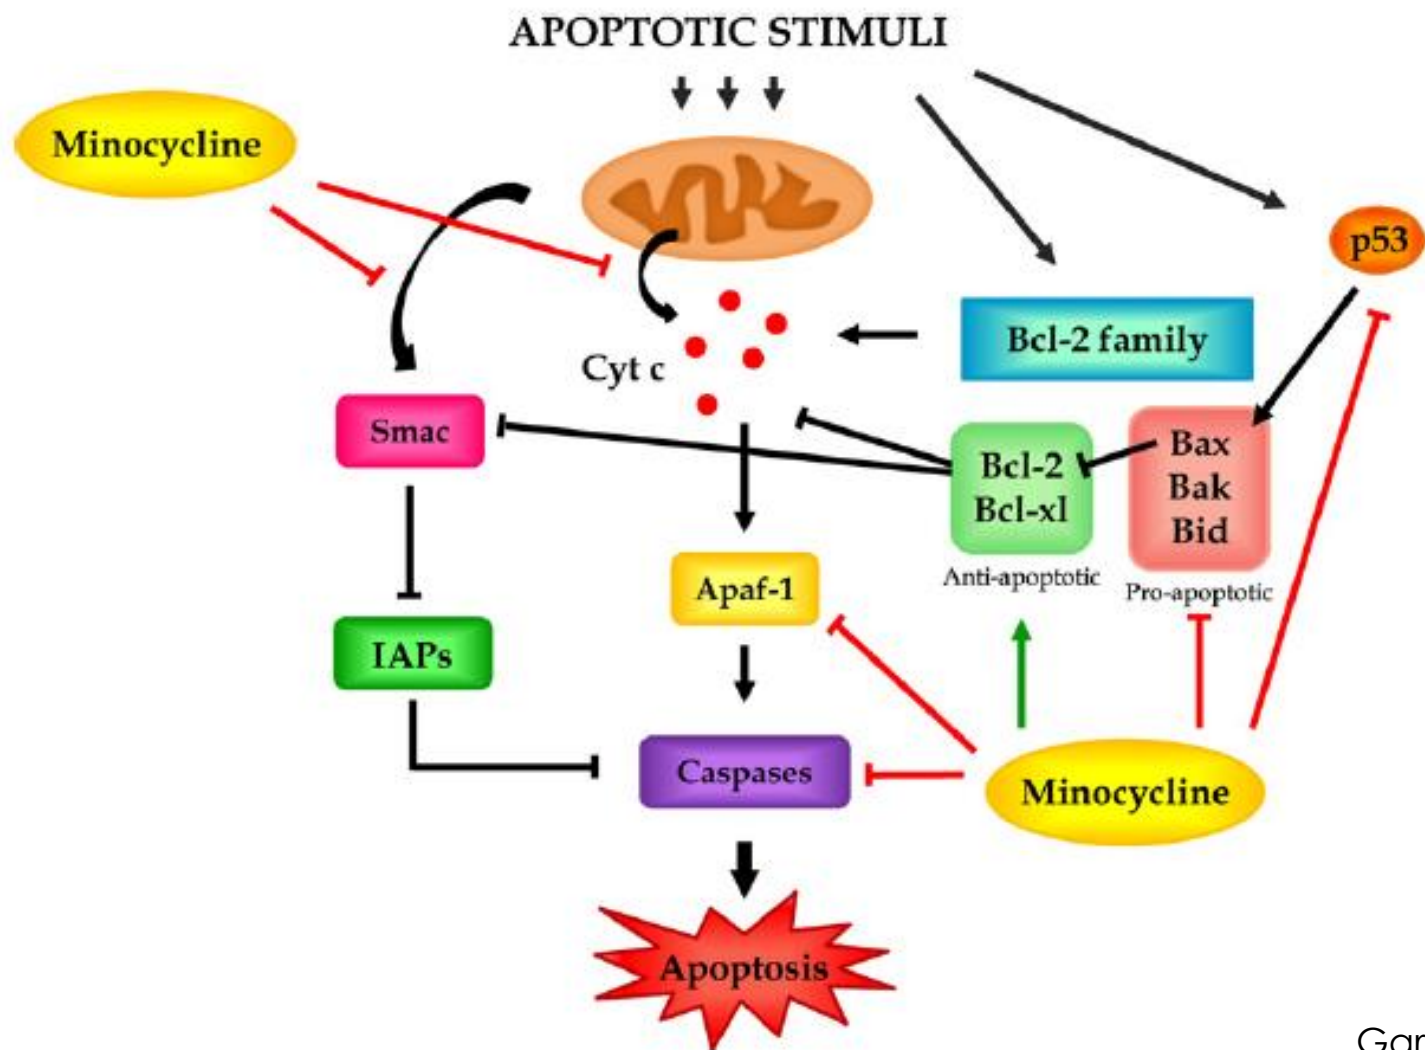 APOPTOTIC STIMULI
Minocycline
p53
Bcl-2 family
Cyt c
Smac
Bcl-2
Bcl-xl
Bax
Bak
Bid
Anti-apoptotic
Pro-apoptotic
Apaf-1
IAPs
Caspases
Minocycline
Apoptosis